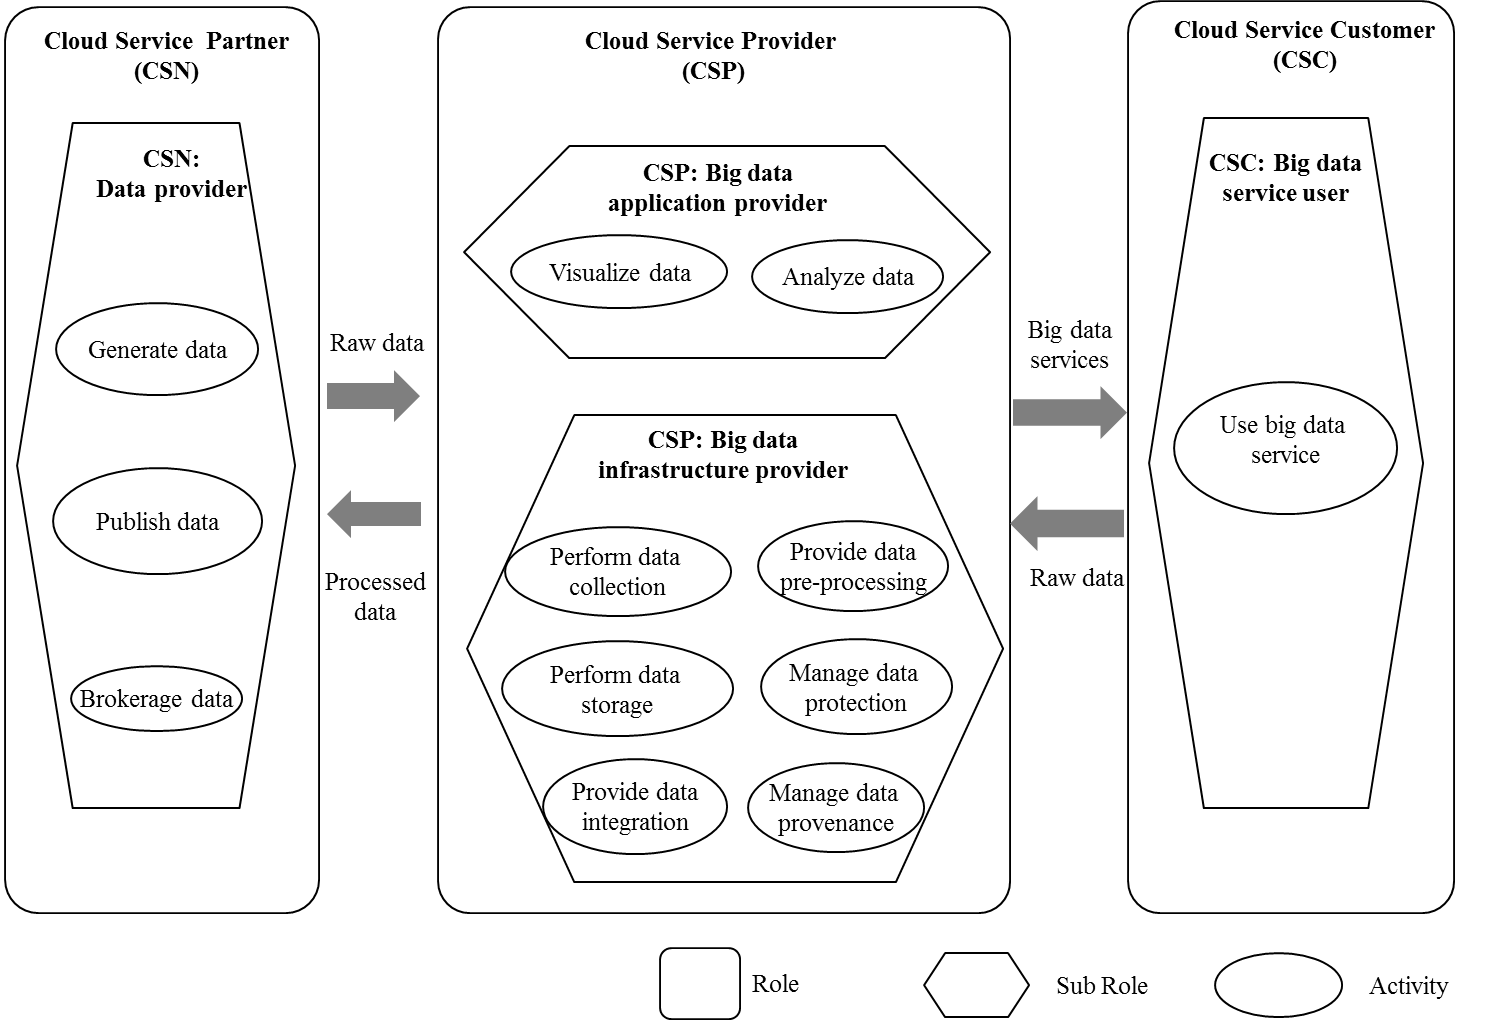 Cloud Service Partner
(CSN)
CSN:
Data provider
Generate data
Publish data
Brokerage data
Raw data
Processed
data
Cloud Service Provider
(CSP)
CSP: Big data
application provider
Visualize data
Analyze data
CSP: Big data
infrastructure provider
Perform data
collection
Provide data
pre-processing
Perform data
storage
Manage data
protection
Provide data
integration
Manage data
provenance
Big data
services
Raw data
Cloud Service Customer
(CSC)
CSC: Big data
service user
Use big data
service
Role
Sub Role
Activity